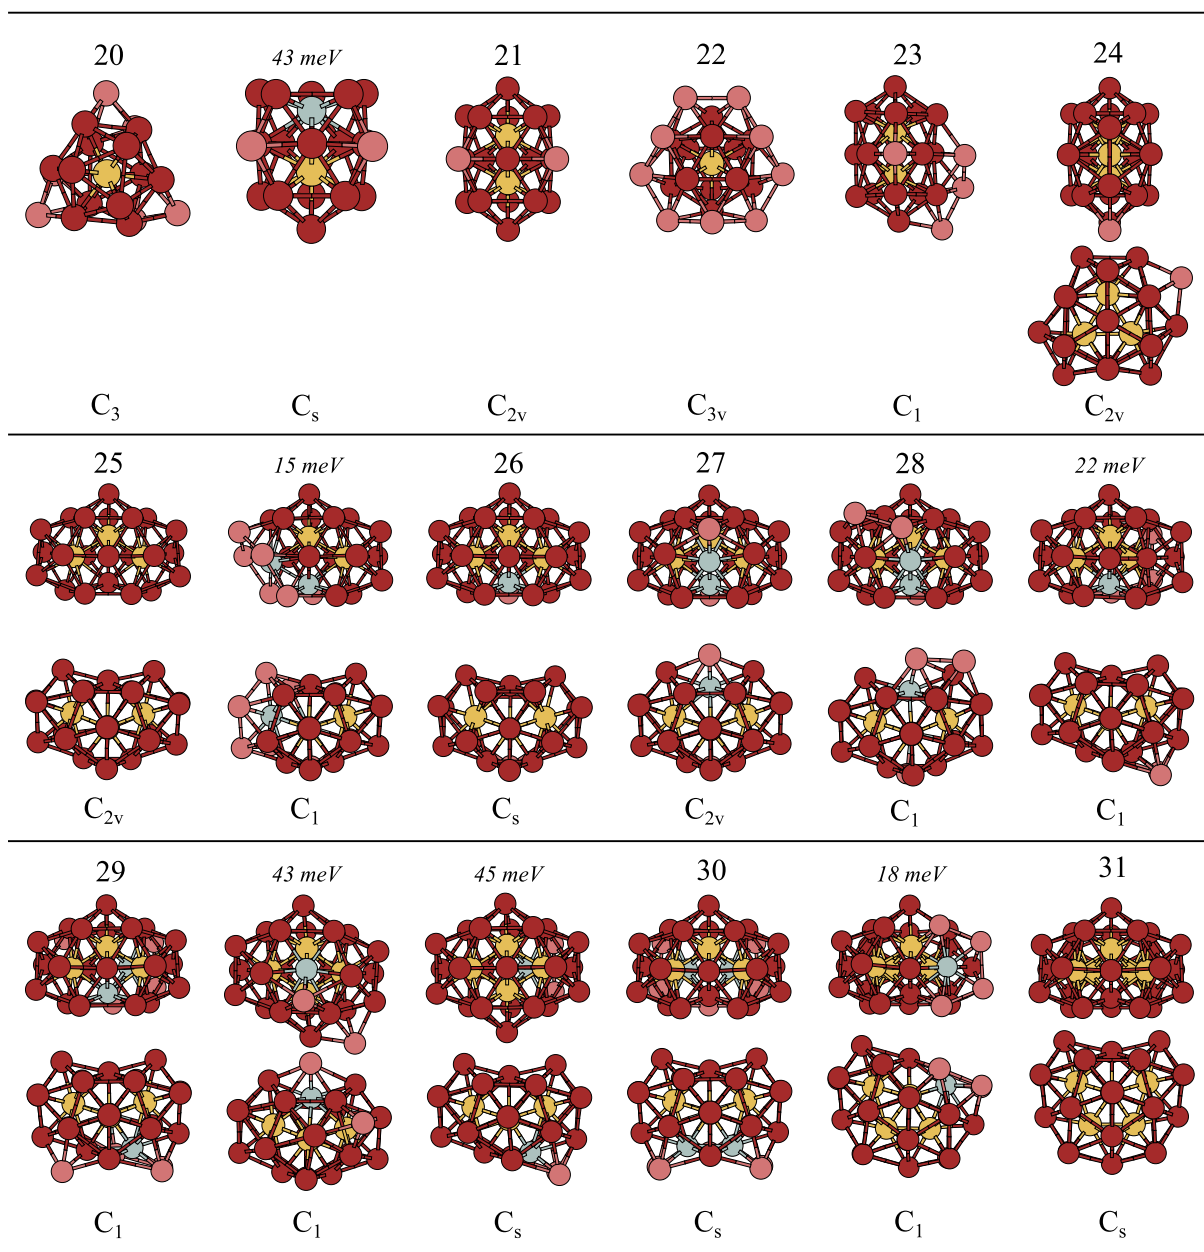 20 43 meV 21 22 23 24
C3 Cs C2v C3v C1 C2v
25 15 meV 26 27 28 22 meV
C2v C1 Cs C2v C1 C1
29 43 meV 45 meV 30 18 meV 31
C1 C1 Cs Cs C1 Cs